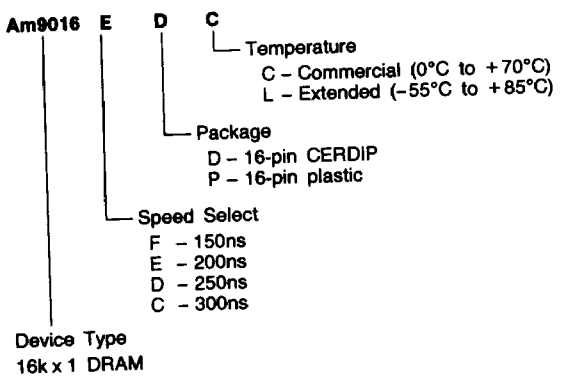 Am9016 E D C
Temperature
C – Commercial (0°C to +70°C)
L – Extended (–55°C to +85°C)
Package
D – 16-pin CERDIP
P – 16-pin plastic
Speed Select
F – 150ns
E – 200ns
D – 250ns
C – 300ns
Device Type
16k x 1 DRAM